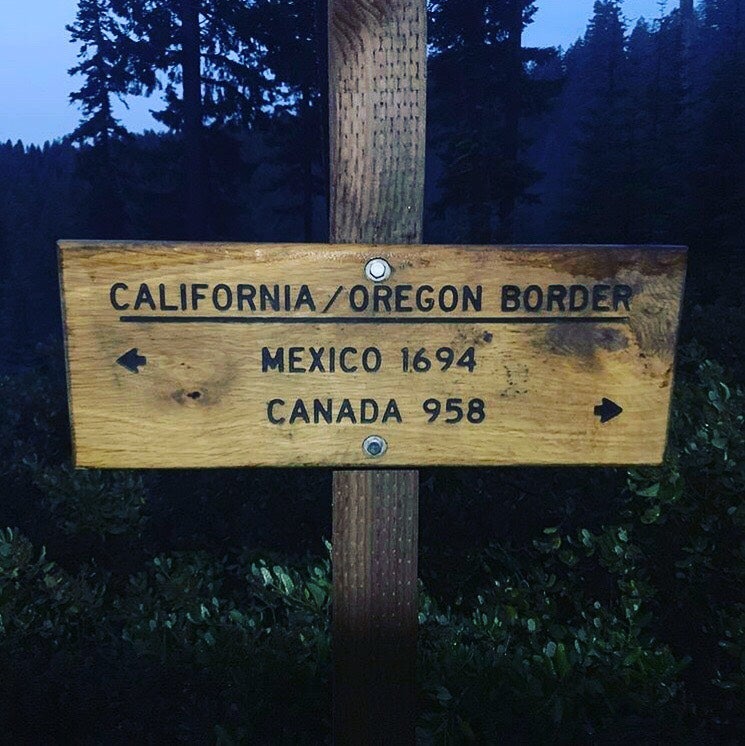 CALIFORNIA/OREGON BORDER
MEXICO 1694
CANADA 958